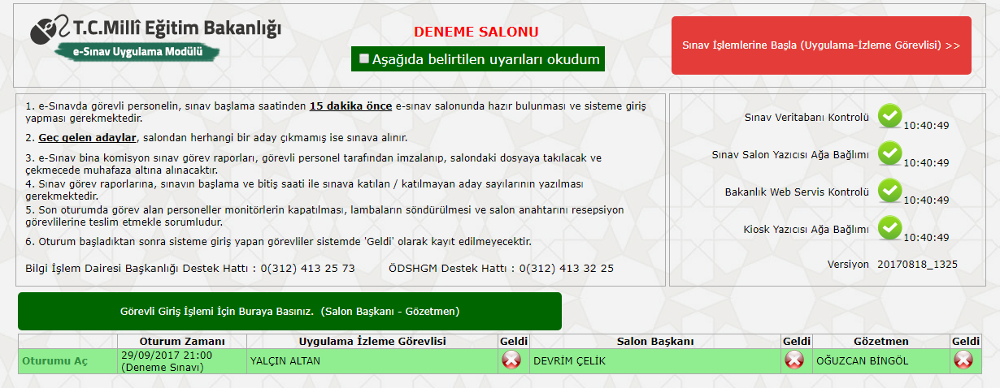 T.C.Millî Eğitim Bakanlığı
e-Sınav Uygulama Modülü
DENEME SALONU
Aşağıda belirtilen uyarıları okudum
Sınav İşlemlerine Başla (Uygulama-İzleme Görevlisi) >>
1. e-Sınavda görevli personelin, sınav başlama saatinden 15 dakika önce e-sınav salonunda hazır bulunması ve sisteme giriş
yapması gerekmektedir.
2. Geç gelen adaylar, salondan herhangi bir aday çıkmamış ise sınava alınır.
3. e-Sınav bina komisyon sınav görev raporları, görevli personel tarafından imzalanıp, salondaki dosyaya takılacak ve
çekmecede muhafaza altına alınacaktır.
4. Sınav görev raporlarına, sınavın başlama ve bitiş saati ile sınava katılan / katılmayan aday sayılarının yazılması
gerekmektedir.
5. Son oturumda görev alan personeller monitörlerin kapatılması, lambaların söndürülmesi ve salon anahtarını resepsiyon
görevlilerine teslim etmekle sorumludur.
6. Oturum başladıktan sonra sisteme giriş yapan görevliler sistemde 'Geldi' olarak kayıt edilmeyecektir.
Bilgi İşlem Dairesi Başkanlığı Destek Hattı : 0(312) 413 25 73 ÖDSHGM Destek Hattı : 0(312) 413 32 25
Sınav Veritabanı Kontrolü 10:40:49
Sınav Salon Yazıcısı Ağa Bağlımı 10:40:49
Bakanlık Web Servis Kontrolü 10:40:49
Kiosk Yazıcısı Ağa Bağlımı 10:40:49
Versiyon 20170818_1325
Görevli Giriş İşlemi İçin Buraya Basınız. (Salon Başkanı - Gözetmen)
Oturum Zamanı Uygulama İzleme Görevlisi Geldi Salon Başkanı Geldi Gözetmen Geldi
Oturumu Aç 29/09/2017 21:00 YALÇIN ALTAN DEVRİM ÇELİK OĞUZCAN BİNGÖL
(Deneme Sınavı)